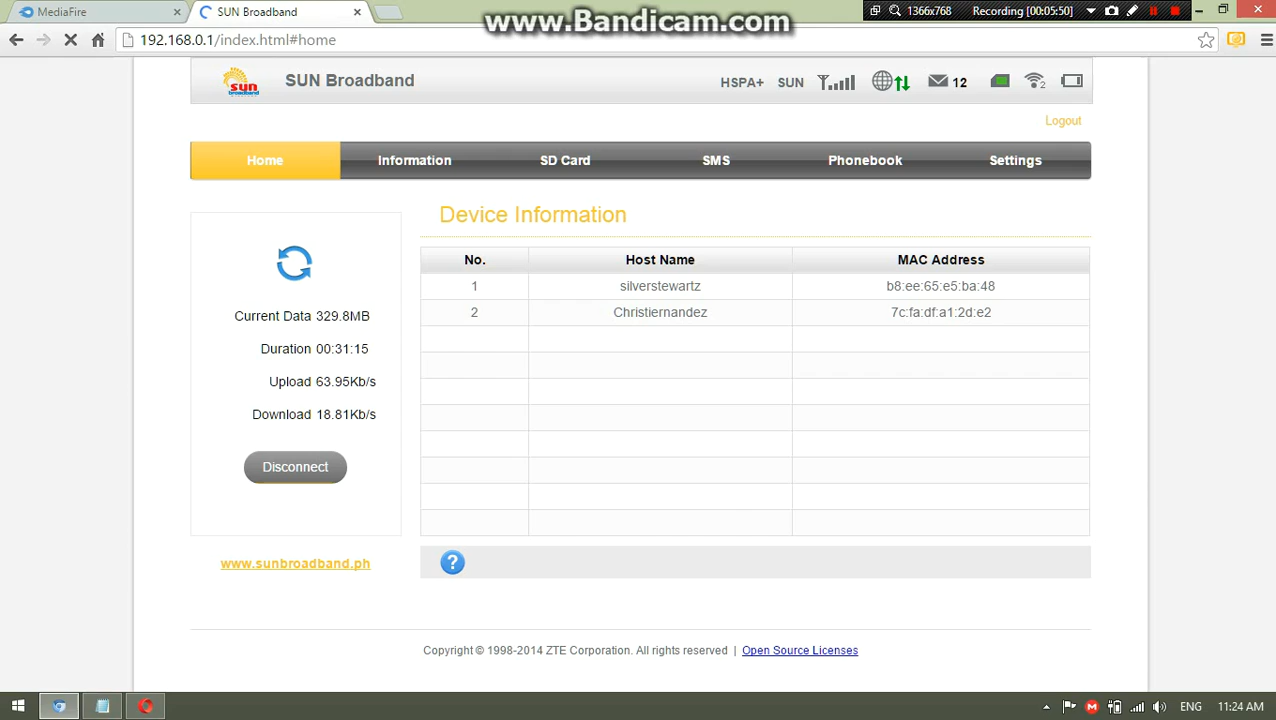 www.Bandicam.com
1366x768 Recording [00:05:50]
MediaFire × SUN Broadband ×
192.168.0.1/index.html#home
sun SUN Broadband HSPA+ SUN 12 2
Logout
Home Information SD Card SMS Phonebook Settings
Device Information
No. Host Name MAC Address
1 silverstewartz b8:ee:65:e5:ba:48
2 Christiernandez 7c:fa:df:a1:2d:e2
Current Data 329.8MB
Duration 00:31:15
Upload 63.95Kb/s
Download 18.81Kb/s
Disconnect
www.sunbroadband.ph
?
Copyright © 1998-2014 ZTE Corporation. All rights reserved | Open Source Licenses
ENG 11:24 AM